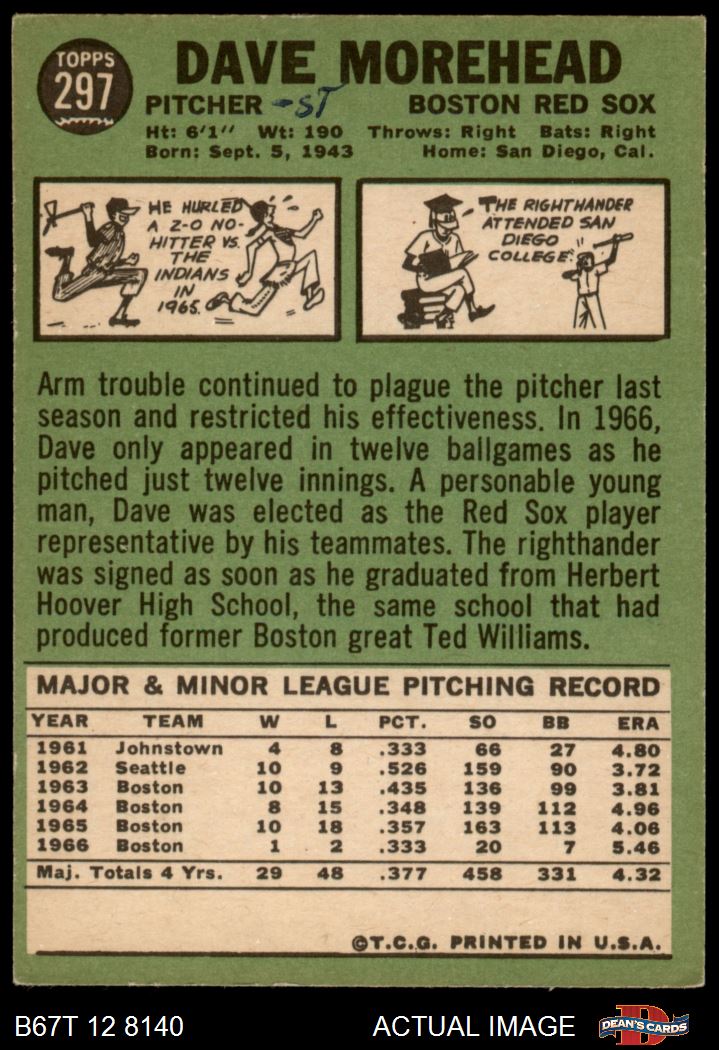 TOPPS
297
DAVE MOREHEAD
PITCHER -ST BOSTON RED SOX
Ht: 6'1" Wt: 190 Throws: Right Bats: Right
Born: Sept. 5, 1943 Home: San Diego, Cal.
HE HURLED
A 2-0 NO-
HITTER VS.
THE
INDIANS
IN
1965.
THE RIGHTHANDER
ATTENDED SAN
DIEGO
COLLEGE.
Arm trouble continued to plague the pitcher last
season and restricted his effectiveness. In 1966,
Dave only appeared in twelve ballgames as he
pitched just twelve innings. A personable young
man, Dave was elected as the Red Sox player
representative by his teammates. The righthander
was signed as soon as he graduated from Herbert
Hoover High School, the same school that had
produced former Boston great Ted Williams.
MAJOR & MINOR LEAGUE PITCHING RECORD
YEAR TEAM W L PCT. SO BB ERA
1961 Johnstown 4 8 .333 66 27 4.80
1962 Seattle 10 9 .526 159 90 3.72
1963 Boston 10 13 .435 136 99 3.81
1964 Boston 8 15 .348 139 112 4.96
1965 Boston 10 18 .357 163 113 4.06
1966 Boston 1 2 .333 20 7 5.46
Maj. Totals 4 Yrs. 29 48 .377 458 331 4.32
©T.C.G. PRINTED IN U.S.A.
B67T 12 8140 ACTUAL IMAGE
D
DEAN'S CARDS